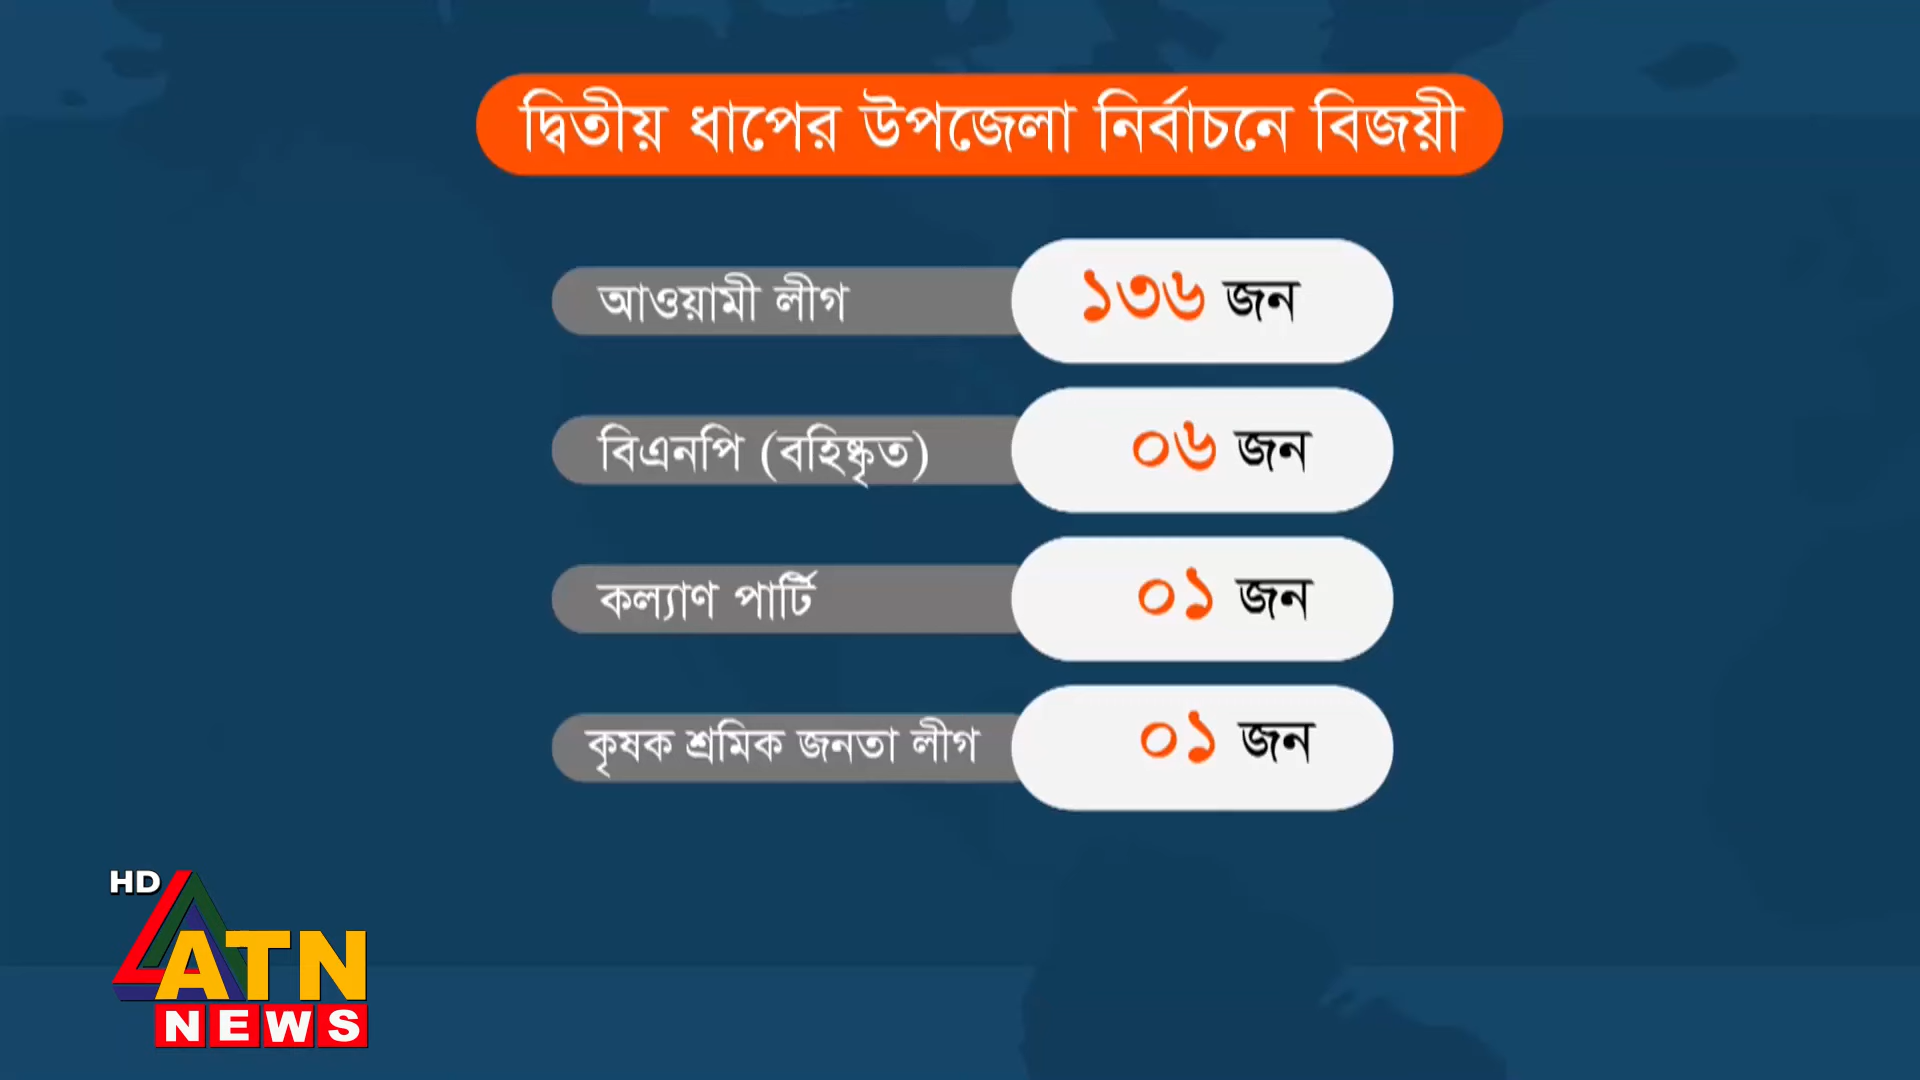 দ্বিতীয় ধাপের উপজেলা নির্বাচনে বিজয়ী
আওয়ামী লীগ ১৩৬ জন
বিএনপি (বহিষ্কৃত) ০৬ জন
কল্যাণ পার্টি ০১ জন
কৃষক শ্রমিক জনতা লীগ ০১ জন
HD
ATN
NEWS